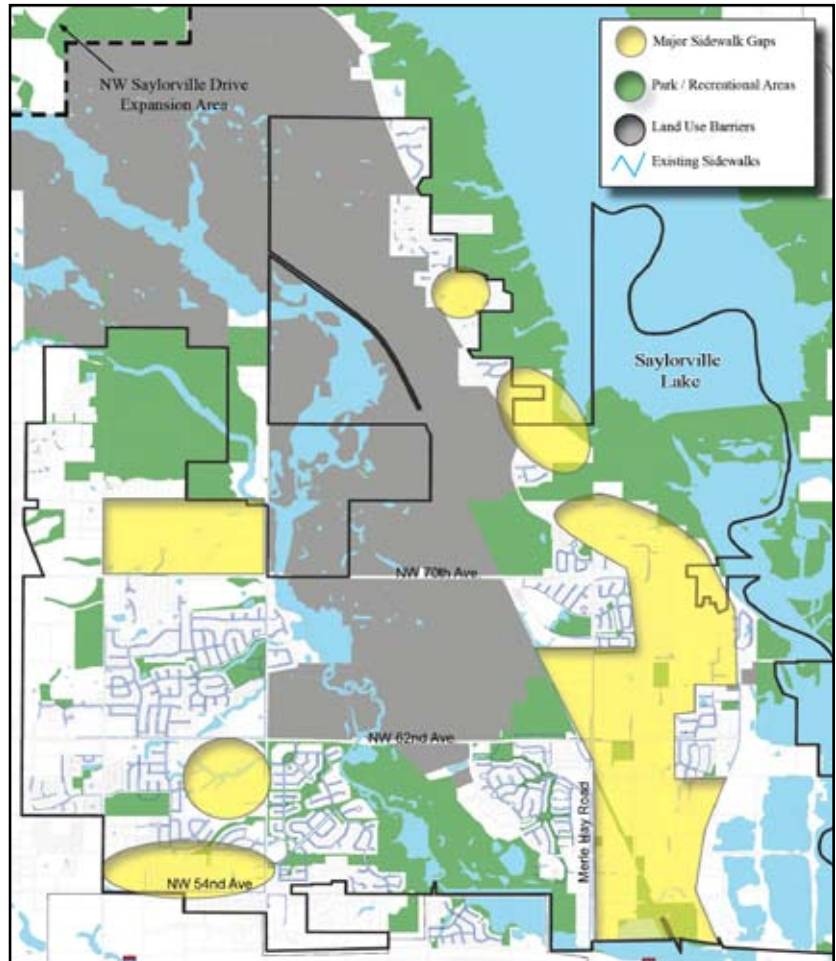 NW Saylorville Drive
Expansion Area
Major Sidewalk Gaps
Park / Recreational Areas
Land Use Barriers
Existing Sidewalks
Saylorville
Lake
NW 70th Ave
NW 62nd Ave
Merle Hay Road
NW 54nd Ave